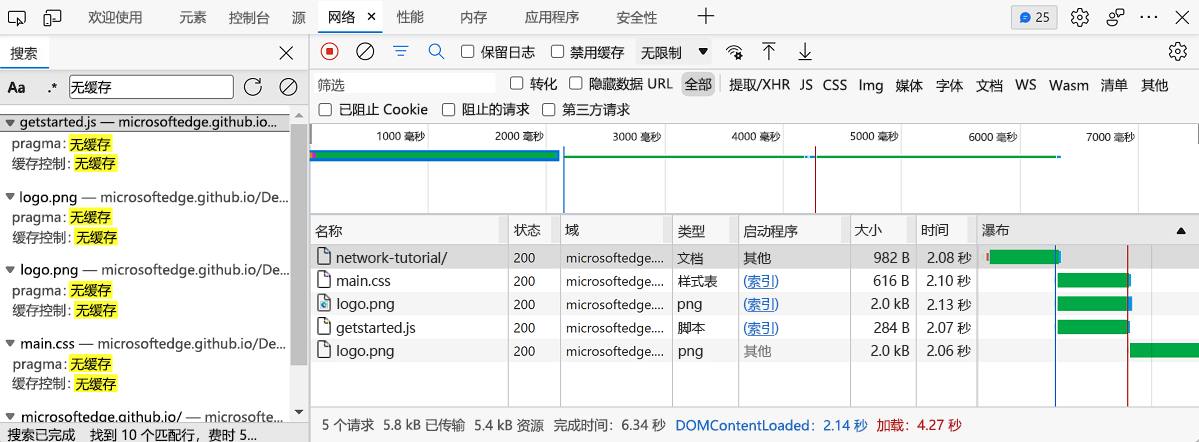 欢迎使用 元素 控制台 源 网络 × 性能 内存 应用程序 安全性 + 25
搜索
保留日志 禁用缓存 无限制
Aa .* 无缓存
筛选 转化 隐藏数据 URL 全部 提取/XHR JS CSS Img 媒体 字体 文档 WS Wasm 清单 其他
已阻止 Cookie 阻止的请求 第三方请求
1000 毫秒 2000 毫秒 3000 毫秒 4000 毫秒 5000 毫秒 6000 毫秒 7000 毫秒
getstarted.js — microsoftedge.github.io...
pragma: 无缓存
缓存控制: 无缓存
logo.png — microsoftedge.github.io/De...
pragma: 无缓存
缓存控制: 无缓存
logo.png — microsoftedge.github.io/De...
pragma: 无缓存
缓存控制: 无缓存
main.css — microsoftedge.github.io/De...
pragma: 无缓存
缓存控制: 无缓存
microsoftedge.github.io/ — microsofte...
搜索已完成 找到 10 个匹配行，费时 5...
名称 状态 域 类型 启动程序 大小 时间 瀑布
network-tutorial/ 200 microsoftedge.... 文档 其他 982 B 2.08 秒
main.css 200 microsoftedge.... 样式表 (索引) 616 B 2.10 秒
logo.png 200 microsoftedge.... png (索引) 2.0 kB 2.13 秒
getstarted.js 200 microsoftedge.... 脚本 (索引) 284 B 2.07 秒
logo.png 200 microsoftedge.... png 其他 2.0 kB 2.06 秒
5 个请求 5.8 kB 已传输 5.4 kB 资源 完成时间：6.34 秒 DOMContentLoaded：2.14 秒 加载：4.27 秒